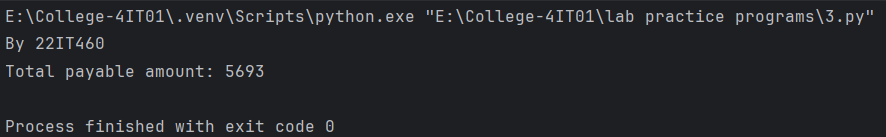 E:\College-4IT01\.venv\Scripts\python.exe "E:\College-4IT01\lab practice programs\3.py"
By 22IT460
Total payable amount: 5693
Process finished with exit code 0